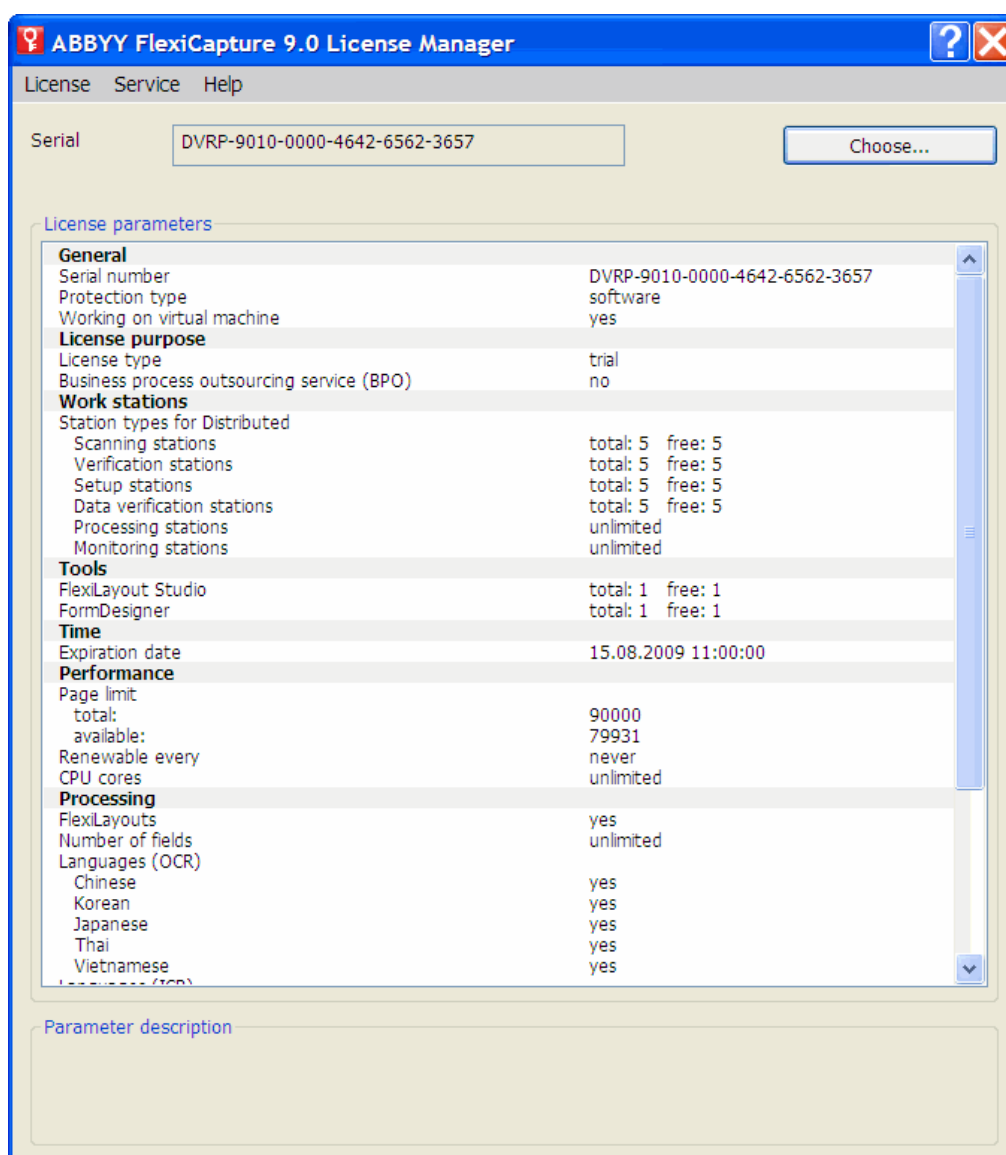 ABBYY FlexiCapture 9.0 License Manager
License Service Help
Serial DVRP-9010-0000-4642-6562-3657 Choose...
License parameters
General
Serial number DVRP-9010-0000-4642-6562-3657
Protection type software
Working on virtual machine yes
License purpose
License type trial
Business process outsourcing service (BPO) no
Work stations
Station types for Distributed
Scanning stations total: 5 free: 5
Verification stations total: 5 free: 5
Setup stations total: 5 free: 5
Data verification stations total: 5 free: 5
Processing stations unlimited
Monitoring stations unlimited
Tools
FlexiLayout Studio total: 1 free: 1
FormDesigner total: 1 free: 1
Time
Expiration date 15.08.2009 11:00:00
Performance
Page limit
total: 90000
available: 79931
Renewable every never
CPU cores unlimited
Processing
FlexiLayouts yes
Number of fields unlimited
Languages (OCR)
Chinese yes
Korean yes
Japanese yes
Thai yes
Vietnamese yes
Languages (ICR)
Parameter description